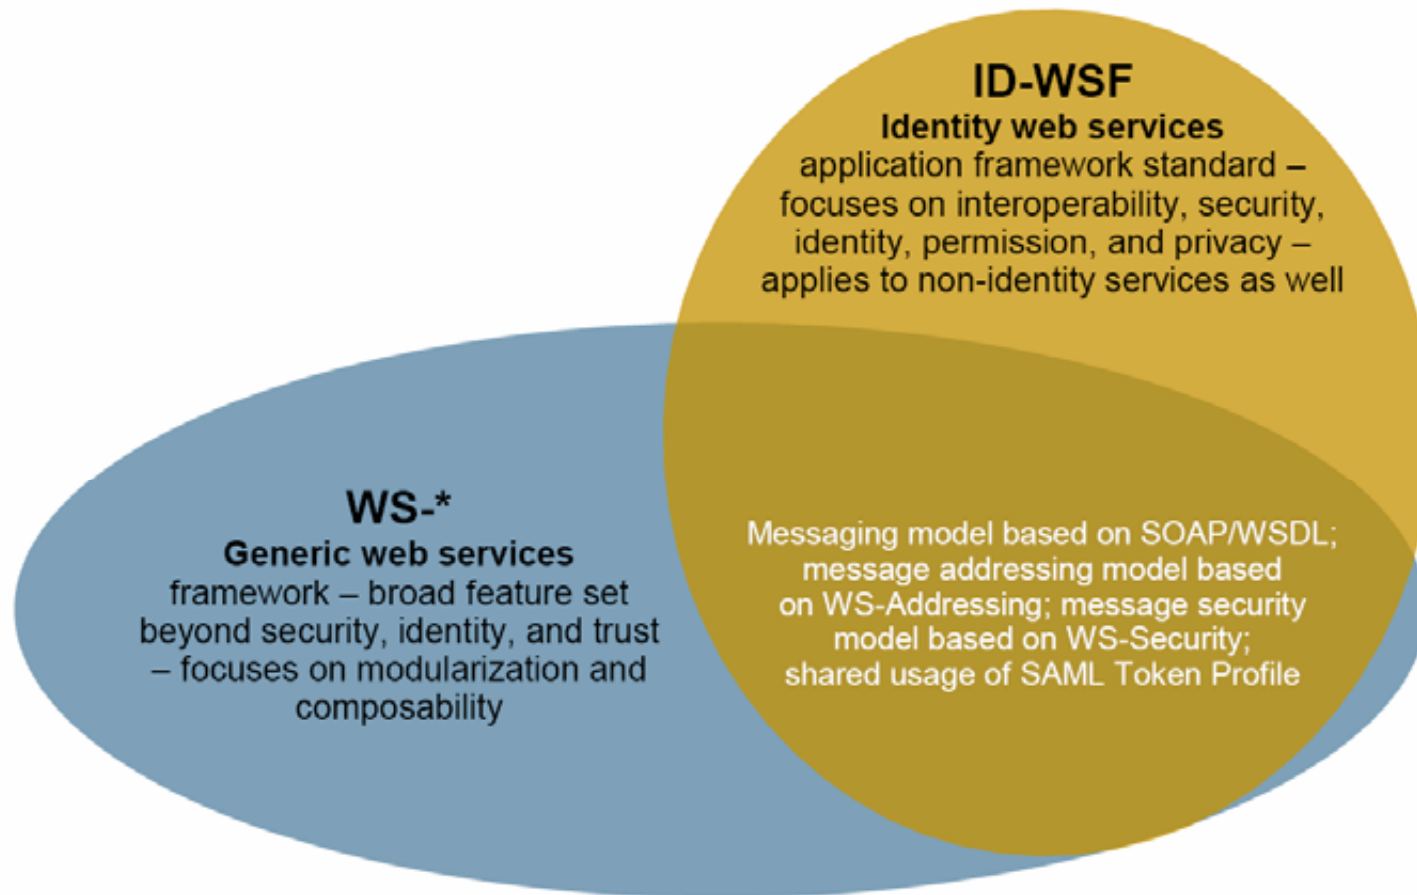 ID-WSF
Identity web services
application framework standard –
focuses on interoperability, security,
identity, permission, and privacy –
applies to non-identity services as well
WS-*
Generic web services
framework – broad feature set
beyond security, identity, and trust
– focuses on modularization and
composability
Messaging model based on SOAP/WSDL;
message addressing model based
on WS-Addressing; message security
model based on WS-Security;
shared usage of SAML Token Profile